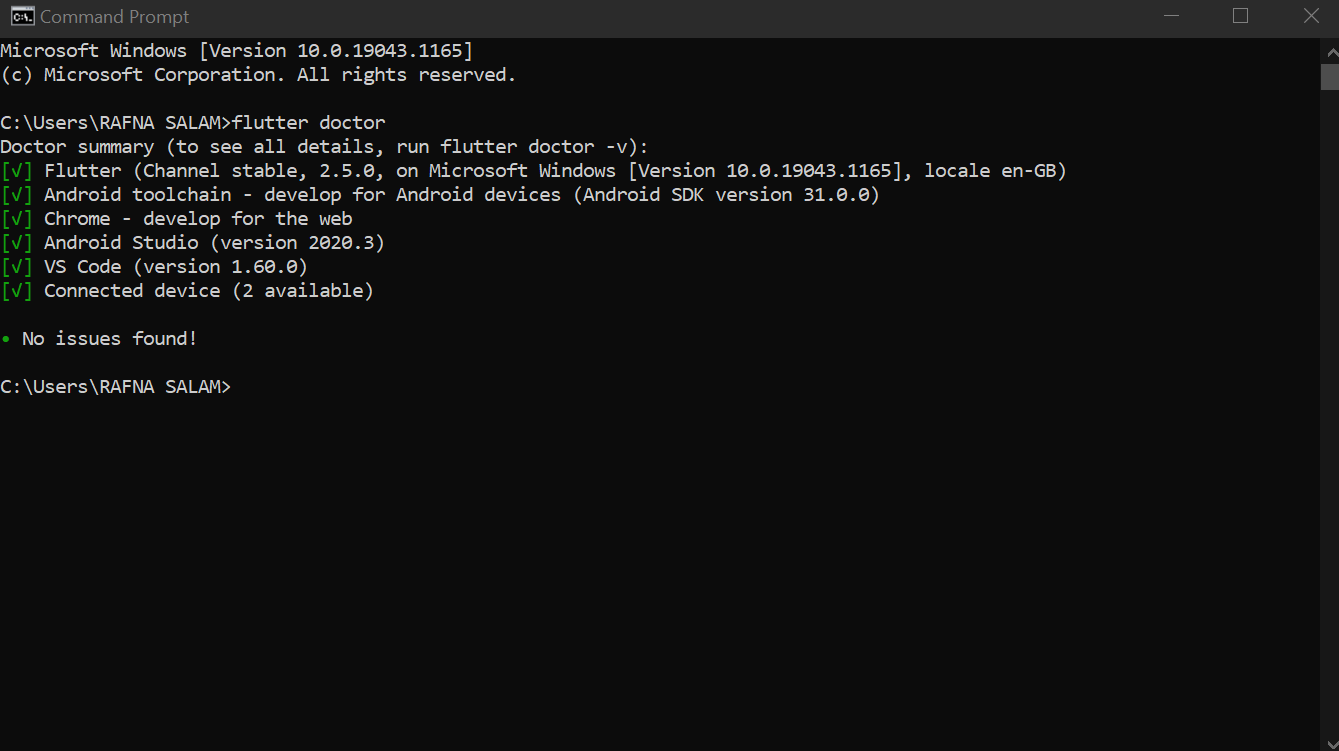 Command Prompt
Microsoft Windows [Version 10.0.19043.1165]
(c) Microsoft Corporation. All rights reserved.
C:\Users\RAFNA SALAM>flutter doctor
Doctor summary (to see all details, run flutter doctor -v):
[√] Flutter (Channel stable, 2.5.0, on Microsoft Windows [Version 10.0.19043.1165], locale en-GB)
[√] Android toolchain - develop for Android devices (Android SDK version 31.0.0)
[√] Chrome - develop for the web
[√] Android Studio (version 2020.3)
[√] VS Code (version 1.60.0)
[√] Connected device (2 available)
• No issues found!
C:\Users\RAFNA SALAM>